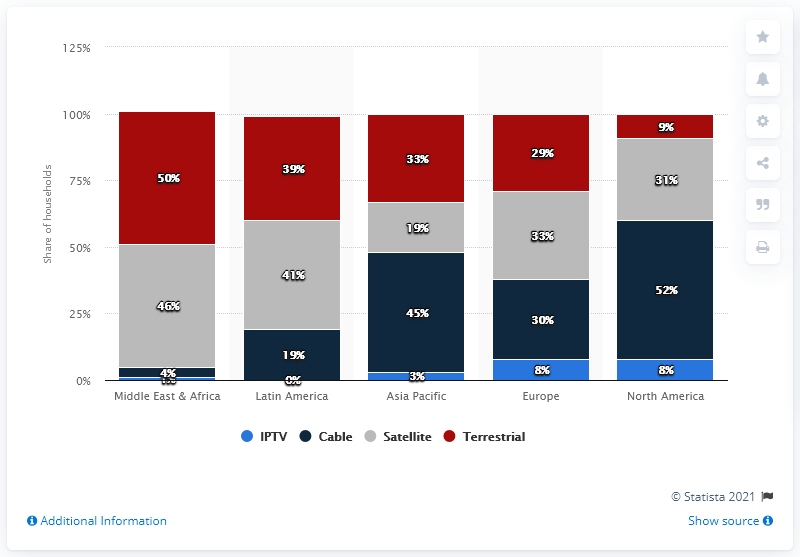 125%
100%
75%
50%
25%
0%
Share of households
50% 39% 33% 29% 9%
46% 41% 19% 33% 31%
4% 19% 45% 30% 52%
1% 0% 3% 8% 8%
Middle East & Africa Latin America Asia Pacific Europe North America
IPTV Cable Satellite Terrestrial
© Statista 2021
Additional Information Show source